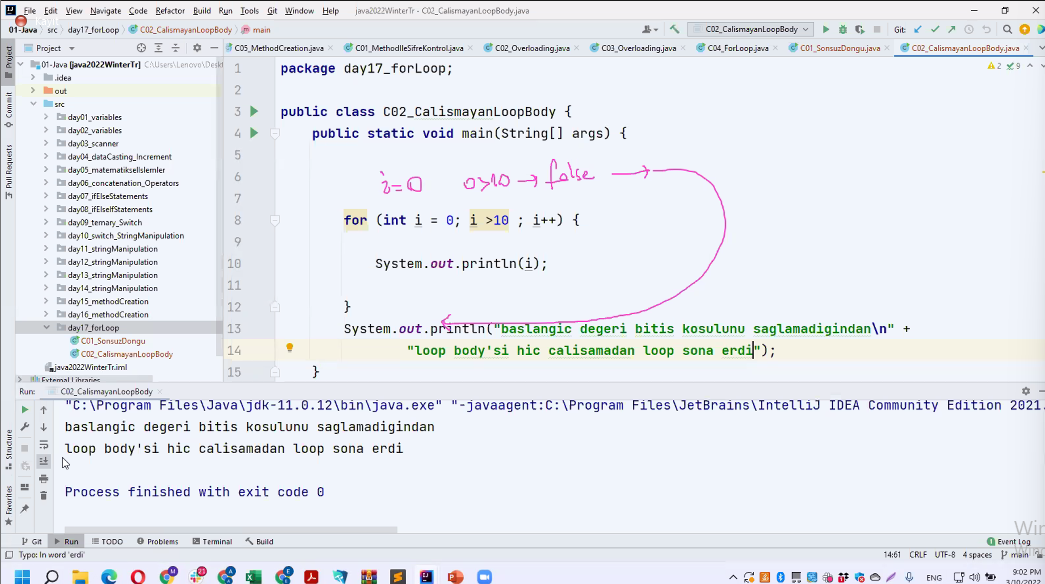 File Edit View Navigate Code Refactor Build Run Tools Git Window Help java2022WinterTr - C02_CalismayanLoopBody.java
01-Java src day17_forLoop C02_CalismayanLoopBody main C02_CalismayanLoopBody Git:
Project C05_MethodCreation.java C01_MethodIleSifreKontrol.java C02_Overloading.java C03_Overloading.java C04_ForLoop.java C01_SonsuzDongu.java C02_CalismayanLoopBody.java
Project
Commit
Pull Requests
Structure
Favorites
01-Java [java2022WinterTr]
.idea
out
src
day01_variables
day02_variables
day03_scanner
day04_dataCasting_Increment
day05_matematikselIslemler
day06_concatenation_Operators
day07_ifElseStatements
day08_ifElseIfStatements
day09_ternary_Switch
day10_switch_StringManipulation
day11_stringManipulation
day12_stringManipulation
day13_stringManipulation
day14_stringManipulation
day15_methodCreation
day16_methodCreation
day17_forLoop
C01_SonsuzDongu
C02_CalismayanLoopBody
java2022WinterTr.iml
External Libraries
2 9
1 package day17_forLoop;
2
3 public class C02_CalismayanLoopBody {
4 public static void main(String[] args) {
5
6
i=0 0>10 → false
7
8 for (int i = 0; i >10 ; i++) {
9
10 System.out.println(i);
11
12 }
13 System.out.println("baslangic degeri bitis kosulunu saglamadigindan\n" +
14 "loop body'si hic calisamadan loop sona erdi");
15 }
Run: C02_CalismayanLoopBody
"C:\Program Files\Java\jdk-11.0.12\bin\java.exe" "-javaagent:C:\Program Files\JetBrains\IntelliJ IDEA Community Edition 2021.
baslangic degeri bitis kosulunu saglamadigindan
loop body'si hic calisamadan loop sona erdi
Process finished with exit code 0
Git Run TODO Problems Terminal Build Event Log
Typo: In word 'erdi' 14:61 CRLF UTF-8 4 spaces main
ENG 9:02 PM